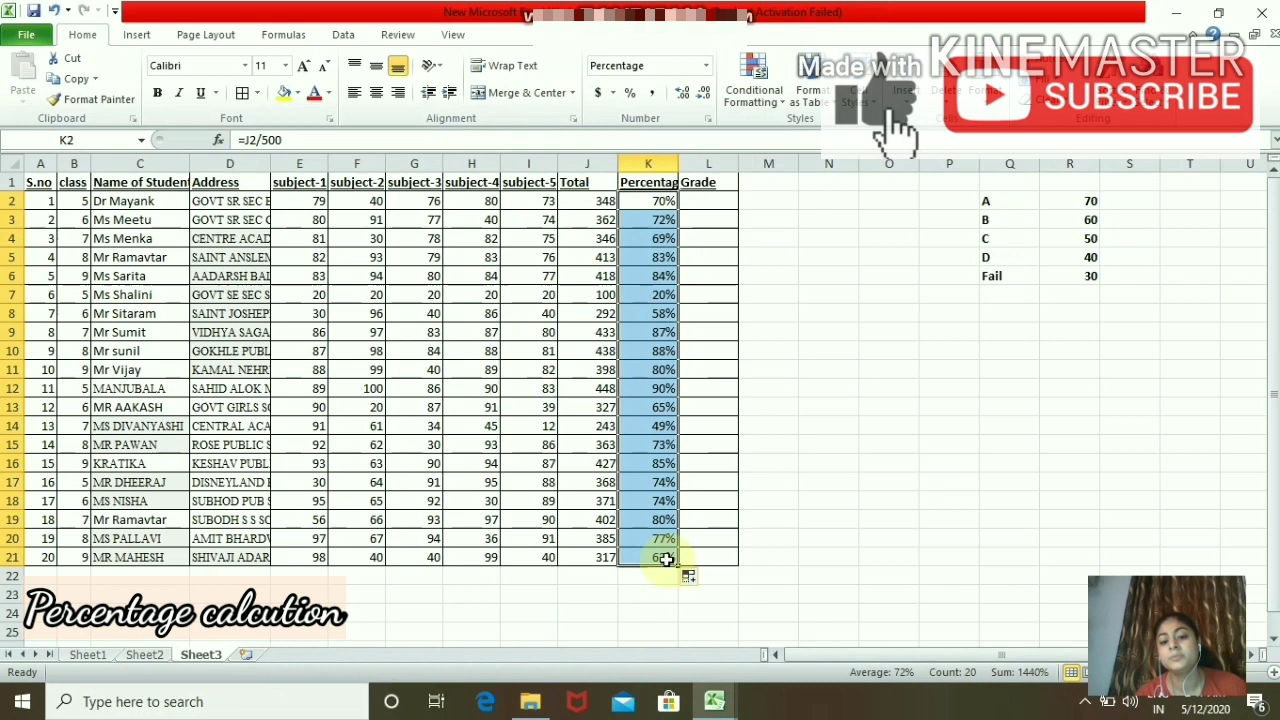 New Microsoft Activation Failed)
File Home Insert Page Layout Formulas Data Review View
Made with KINEMASTER
SUBSCRIBE
Paste Cut Copy Format Painter
Calibri 11 Wrap Text Percentage
B I U Merge & Center $ % , Conditional Formatting as Table
Clipboard Font Alignment Number Styles Cells Editing
K2 fx =J2/500
A B C D E F G H I J K L M N O P Q R S T U
1 S.no class Name of Student Address subject-1 subject-2 subject-3 subject-4 subject-5 Total Percentag Grade
2 1 5 Dr Mayank GOVT SR SEC 79 40 76 80 73 348 70% A 70
3 2 6 Ms Meetu GOVT SR SEC 80 91 77 40 74 362 72% B 60
4 3 7 Ms Menka CENTRE ACAD 81 30 78 82 75 346 69% C 50
5 4 8 Mr Ramavtar SAINT ANSLEM 82 93 79 83 76 413 83% D 40
6 5 9 Ms Sarita AADARSH BAL 83 94 80 84 77 418 84% Fail 30
7 6 5 Ms Shalini GOVT SE SEC S 20 20 20 20 20 100 20%
8 7 6 Mr Sitaram SAINT JOSHEP 30 96 40 86 40 292 58%
9 8 7 Mr Sumit VIDHYA SAGA 86 97 83 87 80 433 87%
10 9 8 Mr sunil GOKHLE PUBL 87 98 84 88 81 438 88%
11 10 9 Mr Vijay KAMAL NEHR 88 99 40 89 82 398 80%
12 11 5 MANJUBALA SAHID ALOK 89 100 86 90 83 448 90%
13 12 6 MR AAKASH GOVT GIRLS SC 90 20 87 91 39 327 65%
14 13 7 MS DIVANYASHI CENTRAL ACA 91 61 34 45 12 243 49%
15 14 8 MR PAWAN ROSE PUBLIC S 92 62 30 93 86 363 73%
16 15 9 KRATIKA KESHAV PUBL 93 63 90 94 87 427 85%
17 16 5 MR DHEERAJ DISNEYLAND 30 64 91 95 88 368 74%
18 17 6 MS NISHA SUBHOD PUB S 95 65 92 30 89 371 74%
19 18 7 Mr Ramavtar SUBODH S S SC 56 66 93 97 90 402 80%
20 19 8 MS PALLAVI AMIT BHARDW 97 67 94 36 91 385 77%
21 20 9 MR MAHESH SHIVAJI ADAR 98 40 40 99 40 317
22
23
24
25
Percentage calcution
Sheet1 Sheet2 Sheet3
Ready Average: 72% Count: 20 Sum: 1440%
Type here to search IN 5/12/2020 6